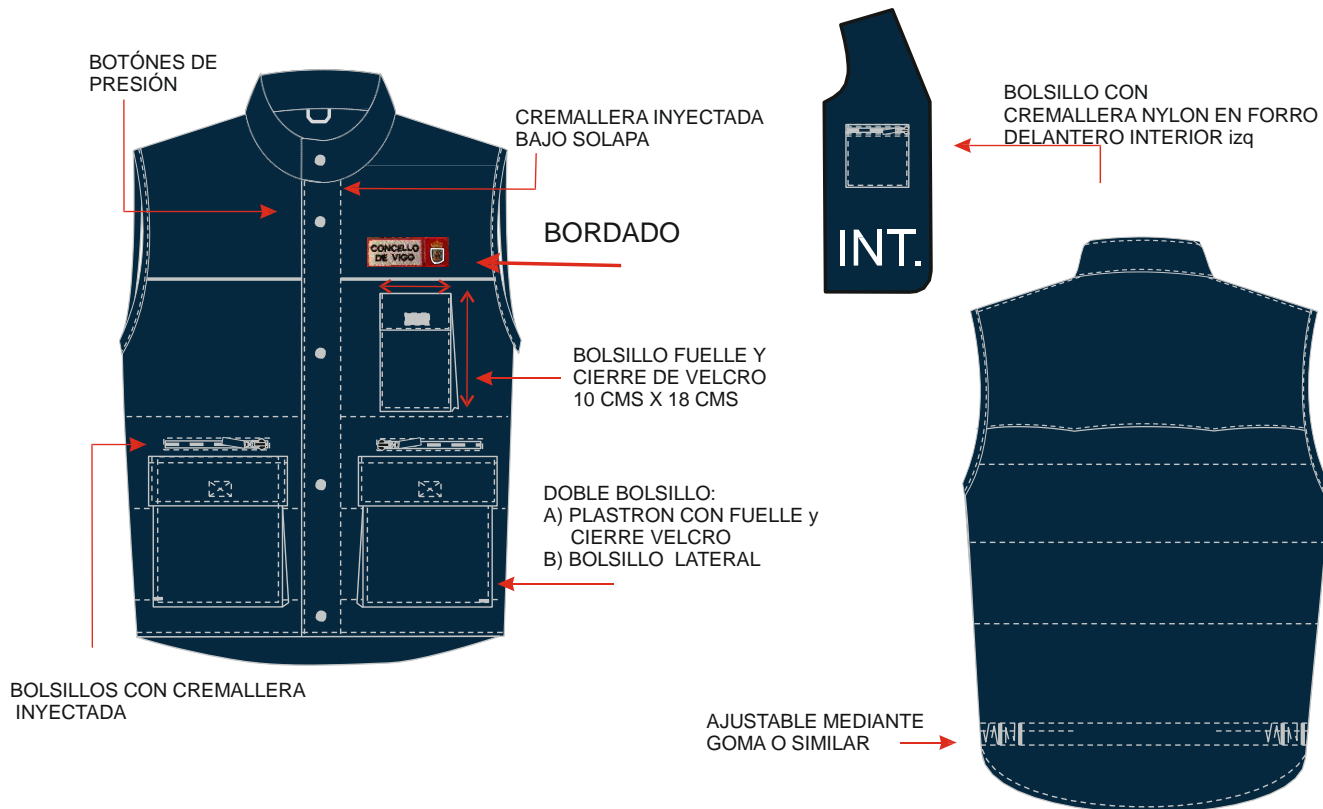 BOTÓNES DE
PRESIÓN
CREMALLERA INYECTADA
BAJO SOLAPA
BOLSILLO CON
CREMALLERA NYLON EN FORRO
DELANTERO INTERIOR izq
INT.
BORDADO
CONCELLO
DE VIGO
BOLSILLO FUELLE Y
CIERRE DE VELCRO
10 CMS X 18 CMS
DOBLE BOLSILLO:
A) PLASTRON CON FUELLE y
CIERRE VELCRO
B) BOLSILLO LATERAL
BOLSILLOS CON CREMALLERA
INYECTADA
AJUSTABLE MEDIANTE
GOMA O SIMILAR